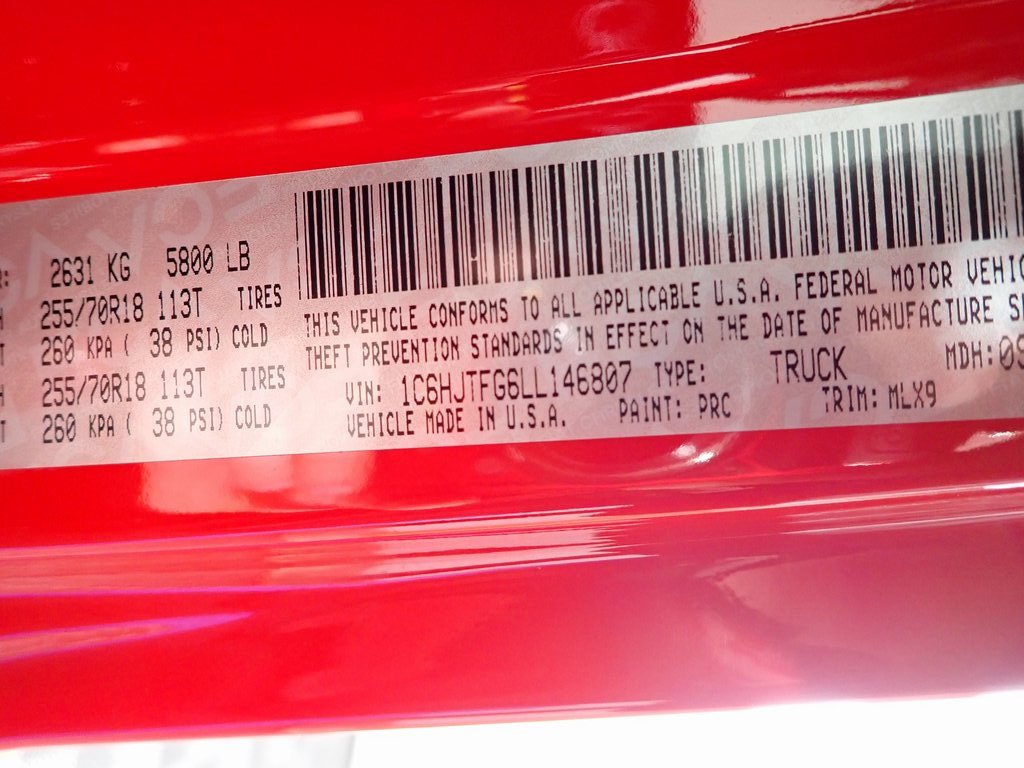 2631 KG 5800 LB
255/70R18 113T TIRES
260 KPA ( 38 PSI) COLD
255/70R18 113T TIRES
260 KPA ( 38 PSI) COLD
THIS VEHICLE CONFORMS TO ALL APPLICABLE U.S.A. FEDERAL MOTOR VEHIC
THEFT PREVENTION STANDARDS IN EFFECT ON THE DATE OF MANUFACTURE S
VIN: 1C6HJTFG6LL146807 TYPE: TRUCK MDH: 09
VEHICLE MADE IN U.S.A. PAINT: PRC TRIM: MLX9